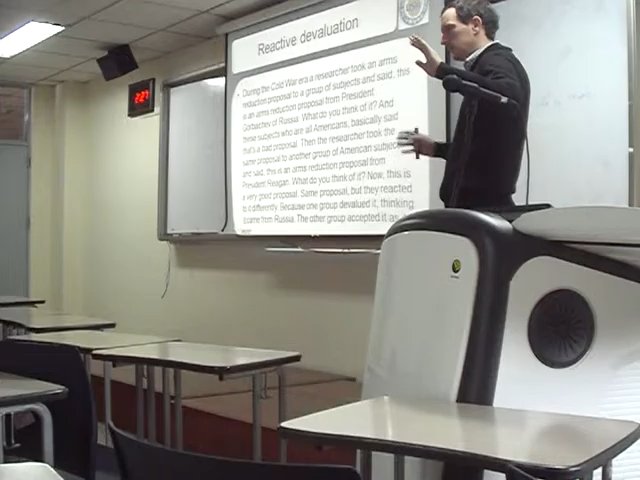 Reactive devaluation
• During the Cold War era a researcher took an arms
reduction proposal to a group of subjects and said, this
is an arms reduction proposal from President
Gorbachev of Russia. What do you think of it? And
these subjects who are all Americans, basically said
that's a bad proposal. Then the researcher took the
same proposal to another group of American subjects
and said, this is an arms reduction proposal from
President Reagan. What do you think of it? Now, this is
a very good proposal. Same proposal, but they reacted
to it differently. Because one group devalued it, thinking
it came from Russia. The other group accepted it as
2:27